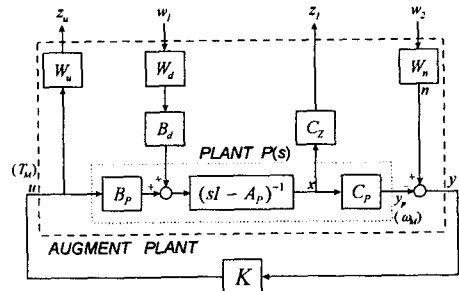 z_u w_1 z_1 w_2
W_u W_d W_n
n
B_d C_Z
PLANT P(s)
(T_M)
u B_P + + (sI − A_P)^{-1} x C_P − + y
y_P
(ω_M)
AUGMENT PLANT
K